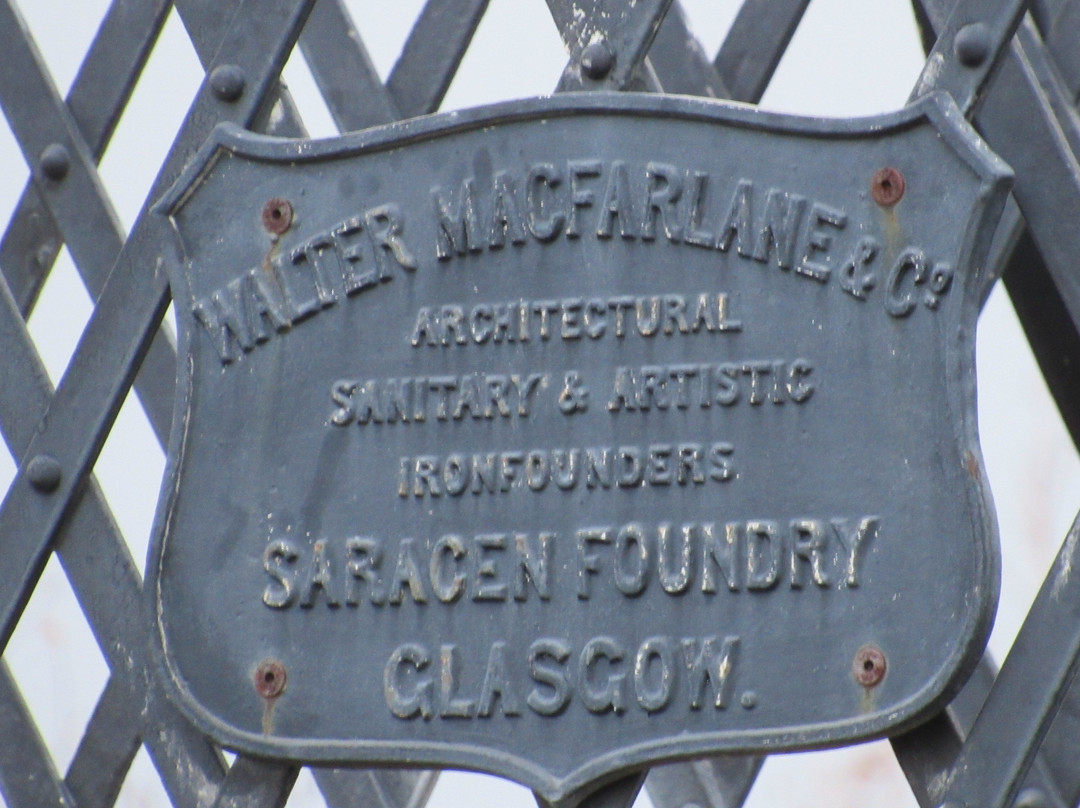 WALTER MACFARLANE & Cº
ARCHITECTURAL
SANITARY & ARTISTIC
IRONFOUNDERS
SARACEN FOUNDRY
GLASGOW.